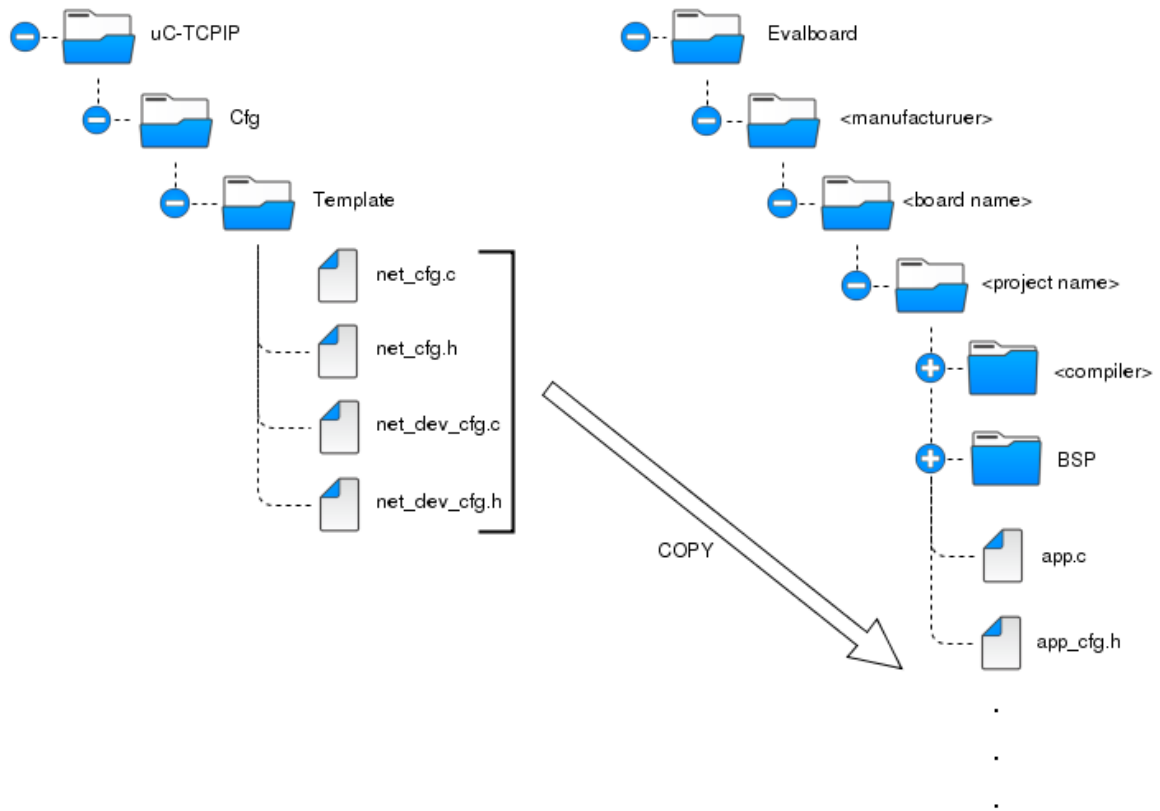 uC-TCPIP
Cfg
Template
net_cfg.c
net_cfg.h
net_dev_cfg.c
net_dev_cfg.h
COPY
Evalboard
<manufacturuer>
<board name>
<project name>
<compiler>
BSP
app.c
app_cfg.h
.
.
.